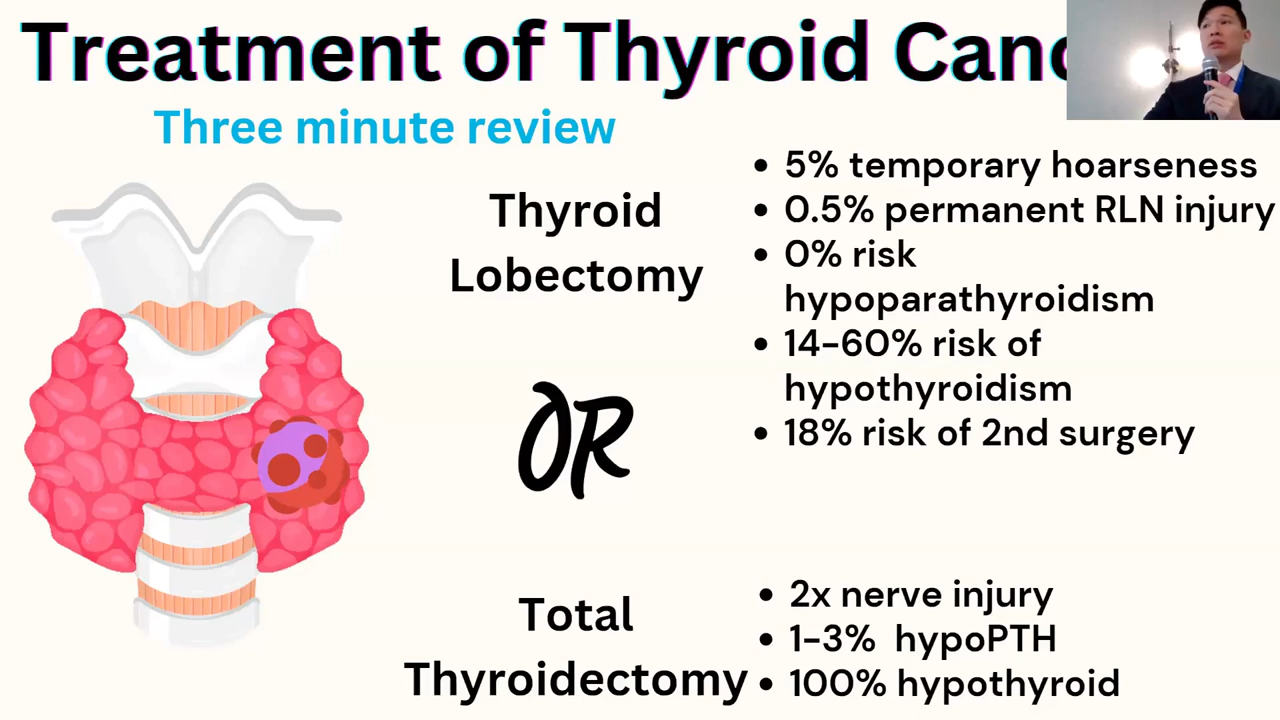 Treatment of Thyroid Canc
Three minute review
Thyroid
Lobectomy
• 5% temporary hoarseness
• 0.5% permanent RLN injury
• 0% risk
hypoparathyroidism
• 14-60% risk of
hypothyroidism
• 18% risk of 2nd surgery
OR
Total
Thyroidectomy
• 2x nerve injury
• 1-3% hypoPTH
• 100% hypothyroid